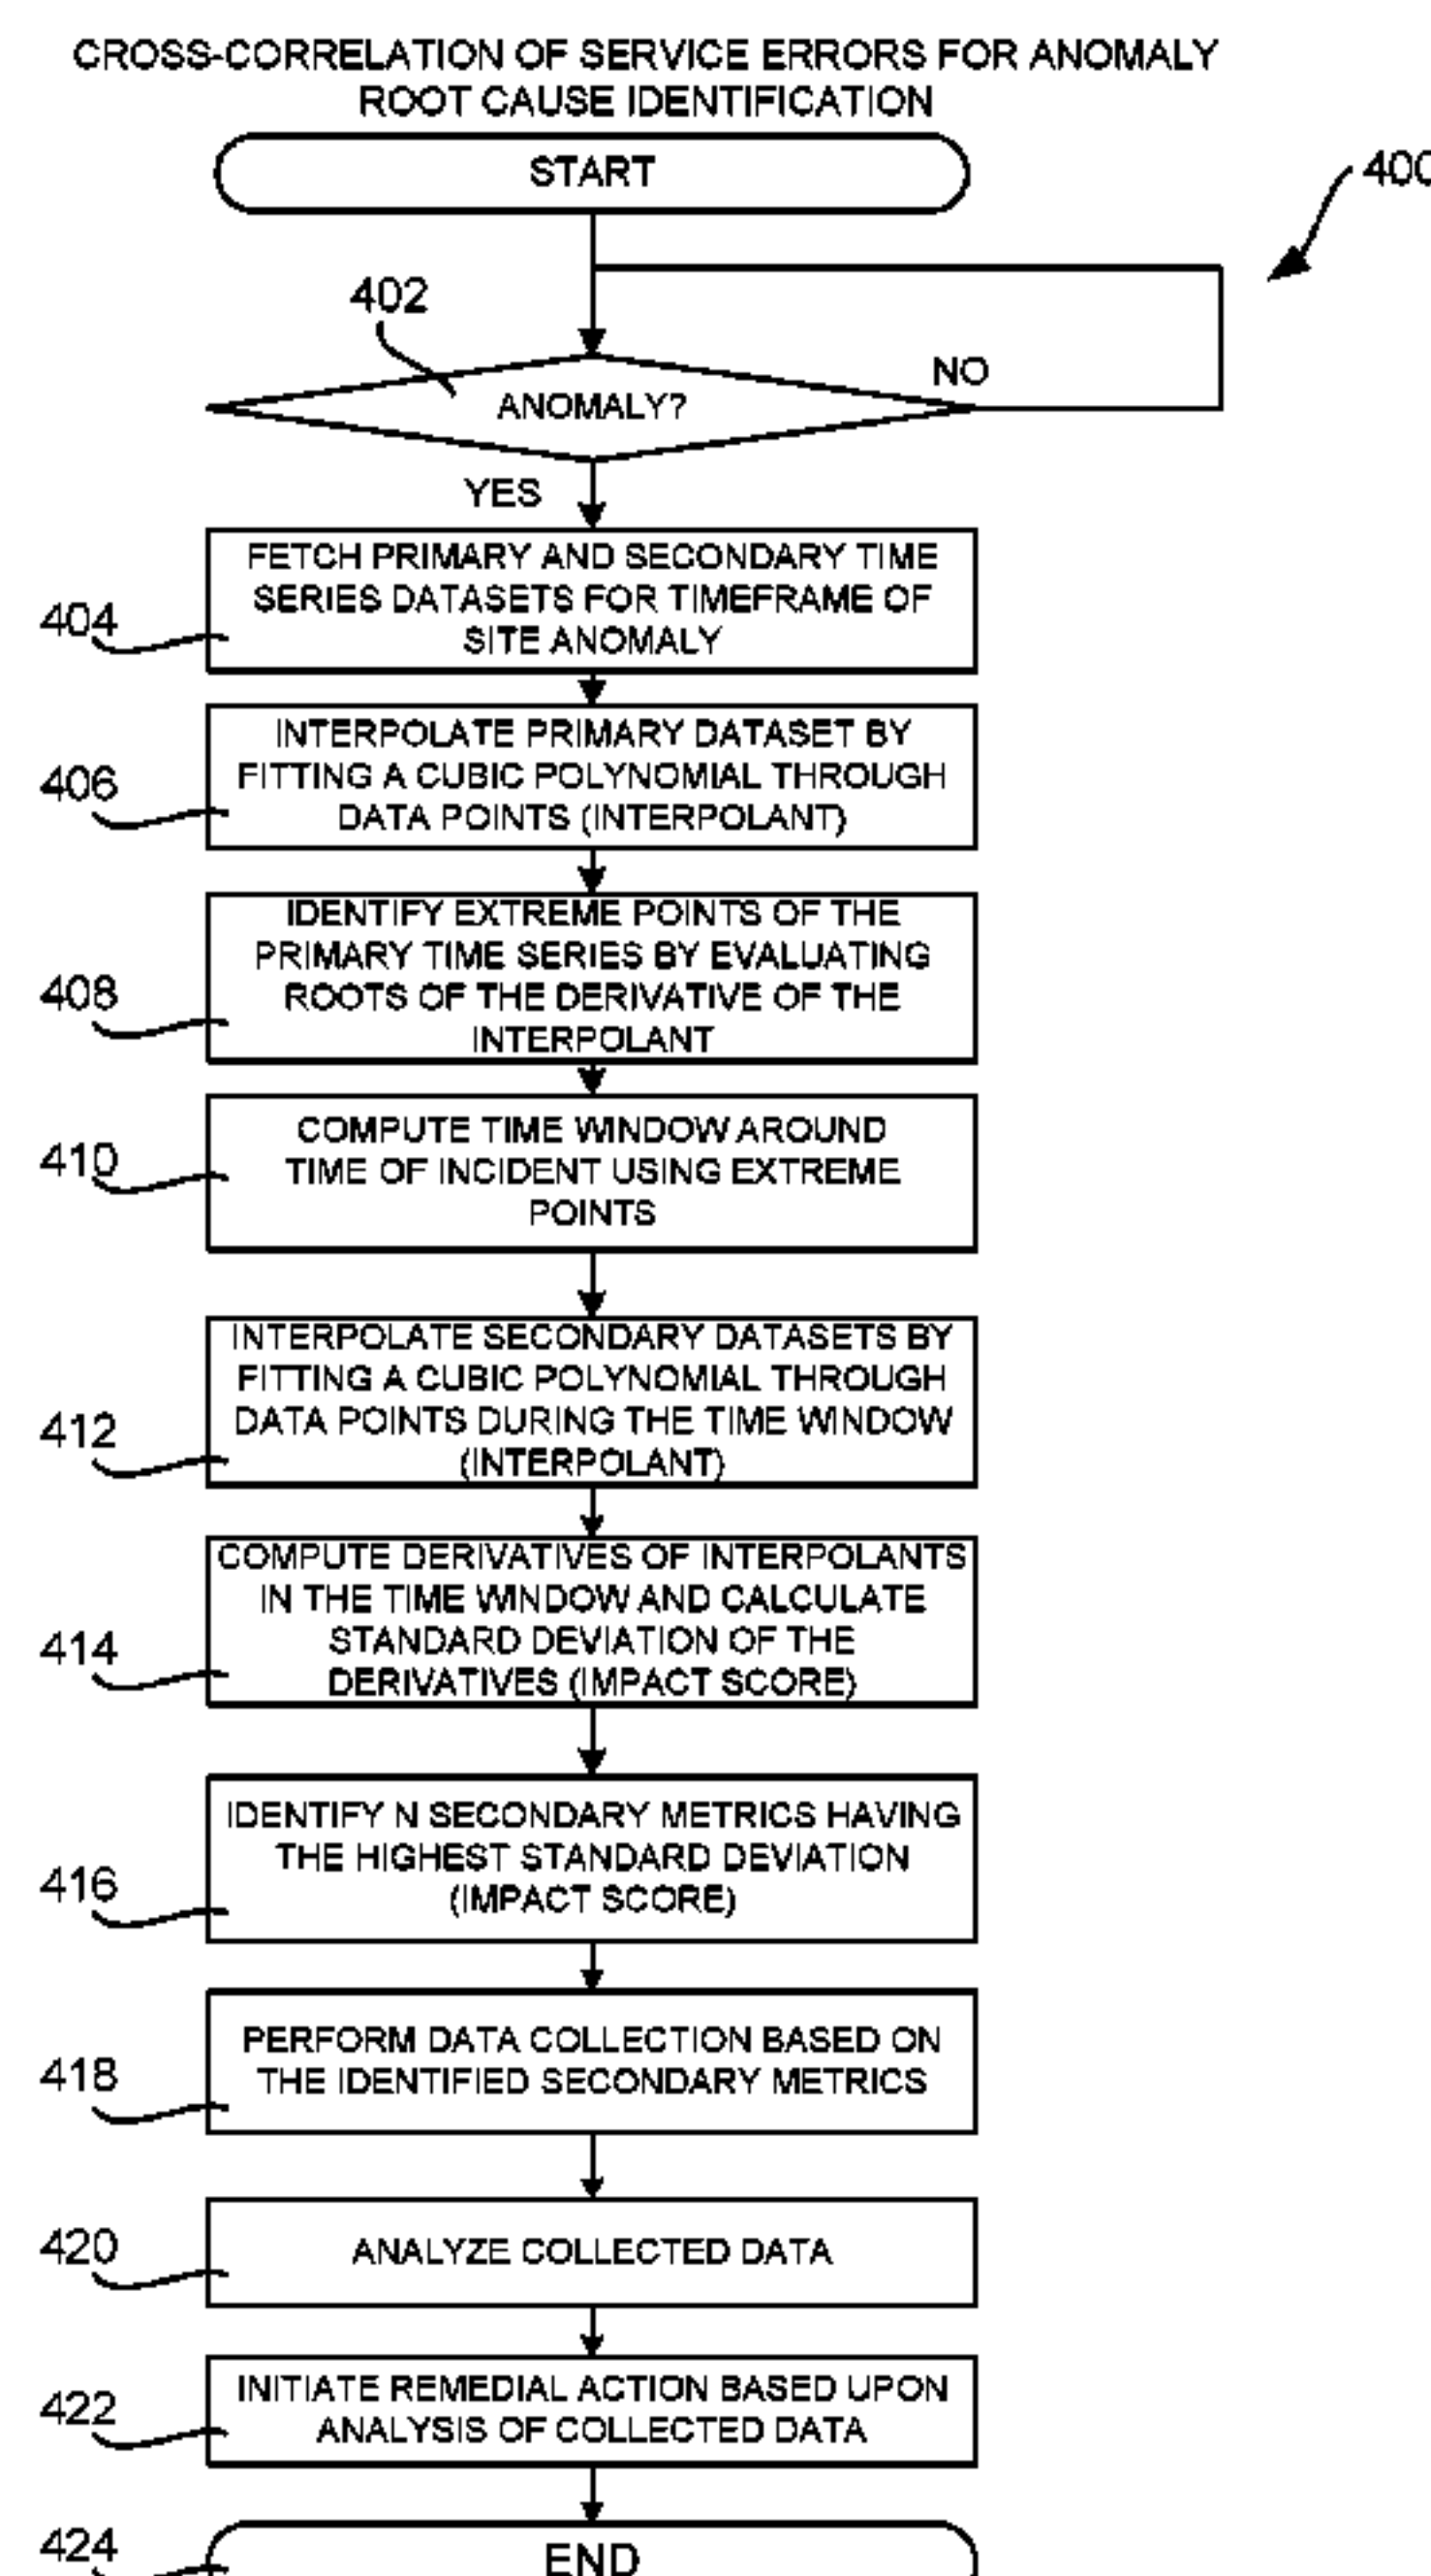 CROSS-CORRELATION OF SERVICE ERRORS FOR ANOMALY
ROOT CAUSE IDENTIFICATION
START
400
402
NO
ANOMALY?
YES
FETCH PRIMARY AND SECONDARY TIME
SERIES DATASETS FOR TIMEFRAME OF
SITE ANOMALY
404
INTERPOLATE PRIMARY DATASET BY
FITTING A CUBIC POLYNOMIAL THROUGH
DATA POINTS (INTERPOLANT)
406
IDENTIFY EXTREME POINTS OF THE
PRIMARY TIME SERIES BY EVALUATING
ROOTS OF THE DERIVATIVE OF THE
INTERPOLANT
408
COMPUTE TIME WINDOW AROUND
TIME OF INCIDENT USING EXTREME
POINTS
410
INTERPOLATE SECONDARY DATASETS BY
FITTING A CUBIC POLYNOMIAL THROUGH
DATA POINTS DURING THE TIME WINDOW
(INTERPOLANT)
412
COMPUTE DERIVATIVES OF INTERPOLANTS
IN THE TIME WINDOW AND CALCULATE
STANDARD DEVIATION OF THE
DERIVATIVES (IMPACT SCORE)
414
IDENTIFY N SECONDARY METRICS HAVING
THE HIGHEST STANDARD DEVIATION
(IMPACT SCORE)
416
PERFORM DATA COLLECTION BASED ON
THE IDENTIFIED SECONDARY METRICS
418
ANALYZE COLLECTED DATA
420
INITIATE REMEDIAL ACTION BASED UPON
ANALYSIS OF COLLECTED DATA
422
END
424